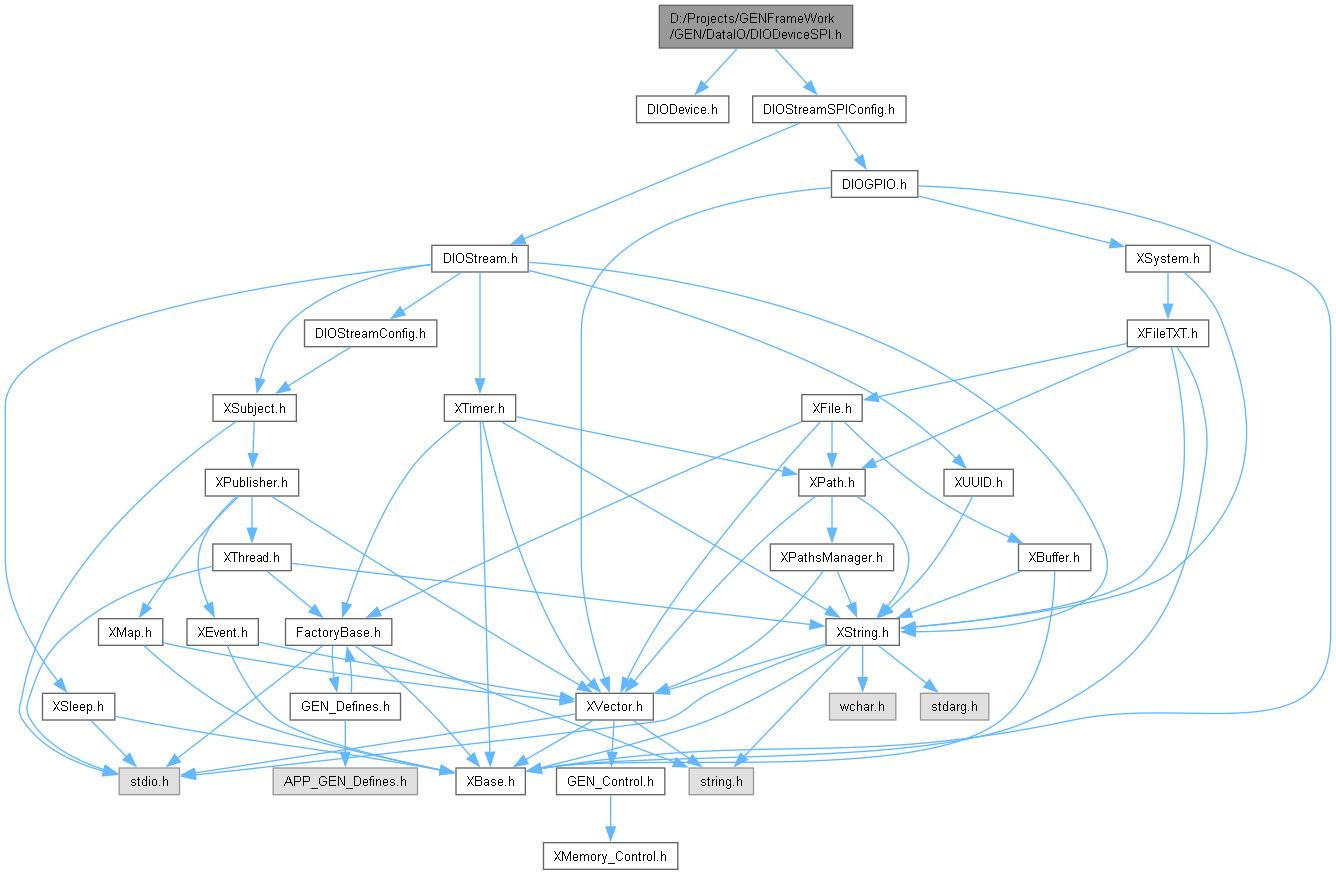 D:/Projects/GENFrameWork
/GEN/DataIO/DIODeviceSPI.h
DIODevice.h
DIOStreamSPIConfig.h
DIOGPIO.h
DIOStream.h
XSystem.h
DIOStreamConfig.h
XFileTXT.h
XSubject.h
XTimer.h
XFile.h
XPublisher.h
XPath.h
XUUID.h
XThread.h
XPathsManager.h
XBuffer.h
XMap.h
XEvent.h
FactoryBase.h
XString.h
XSleep.h
GEN_Defines.h
XVector.h
wchar.h
stdarg.h
stdio.h
APP_GEN_Defines.h
XBase.h
GEN_Control.h
string.h
XMemory_Control.h